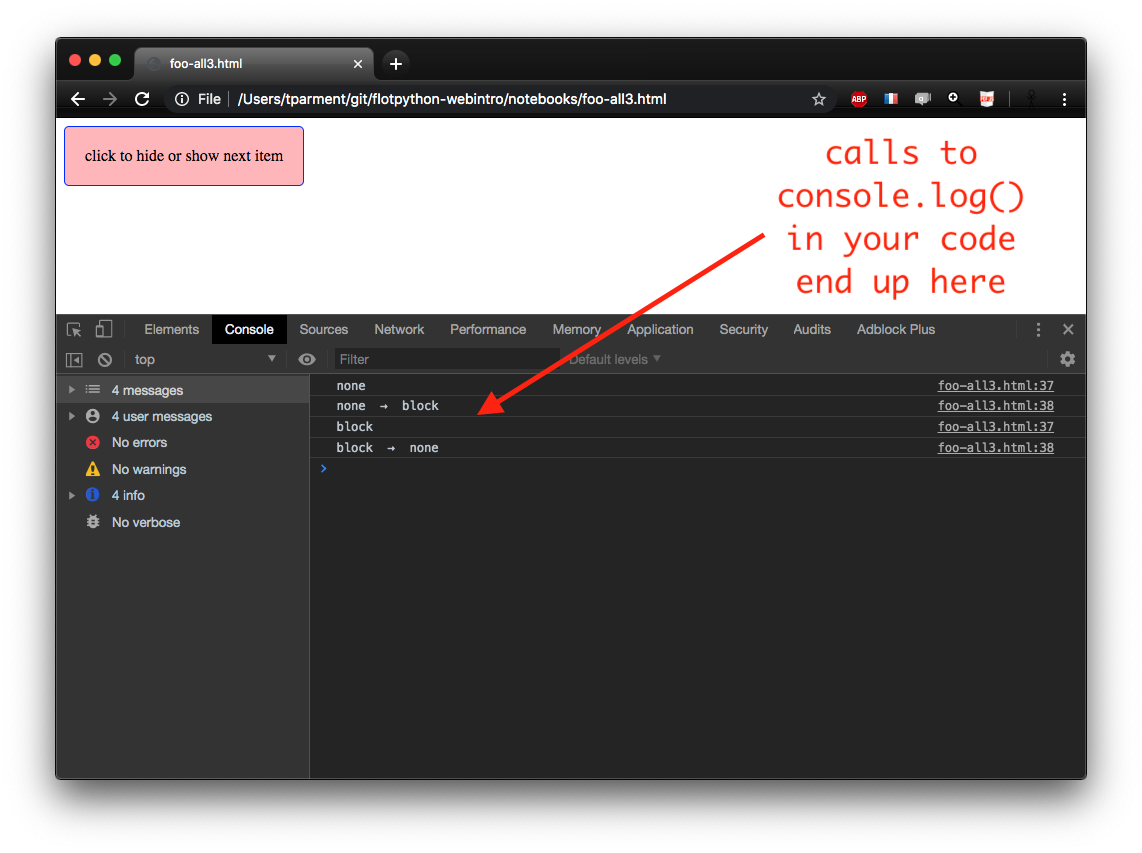 foo-all3.html
File
/Users/tparment/git/flotpython-webintro/notebooks/foo-all3.html
ABP
click to hide or show next item
calls to
console.log()
in your code
end up here
Elements Console Sources Network Performance Memory Application Security Audits Adblock Plus
top Filter Default levels
4 messages
4 user messages
No errors
No warnings
4 info
No verbose
none foo-all3.html:37
none → block foo-all3.html:38
block foo-all3.html:37
block → none foo-all3.html:38